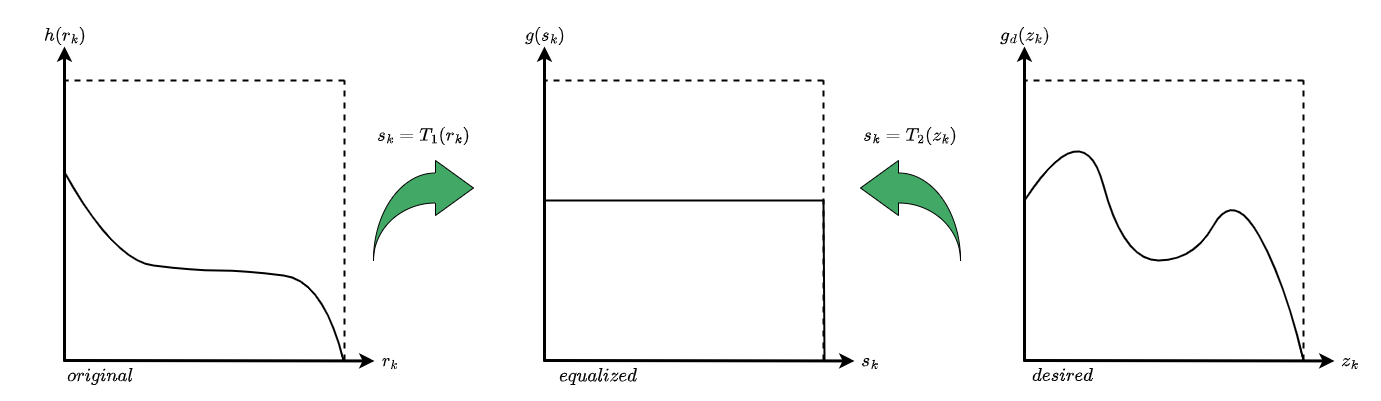 h(r_k)
g(s_k)
g_d(z_k)
s_k = T_1(r_k)
s_k = T_2(z_k)
r_k
s_k
z_k
original
equalized
desired